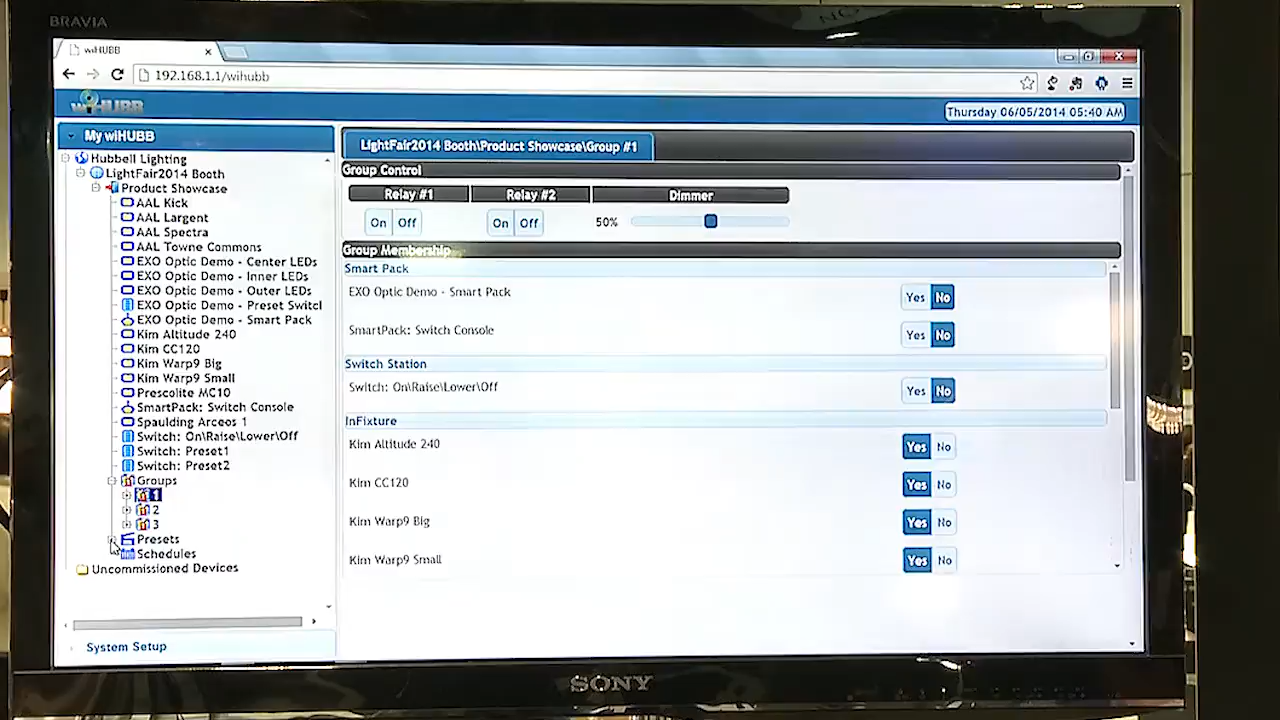 BRAVIA
wiHUBB
192.168.1.1/wihubb
wiHUBB
Thursday 06/05/2014 05:40 AM
My wiHUBB
Hubbell Lighting
LightFair2014 Booth
Product Showcase
AAL Kick
AAL Largent
AAL Spectra
AAL Towne Commons
EXO Optic Demo - Center LEDs
EXO Optic Demo - Inner LEDs
EXO Optic Demo - Outer LEDs
EXO Optic Demo - Preset Switcl
EXO Optic Demo - Smart Pack
Kim Altitude 240
Kim CC120
Kim Warp9 Big
Kim Warp9 Small
Prescolite MC10
SmartPack: Switch Console
Spaulding Arceos 1
Switch: On\Raise\Lower\Off
Switch: Preset1
Switch: Preset2
Groups
1
2
3
Presets
Schedules
Uncommissioned Devices
System Setup
LightFair2014 Booth\Product Showcase\Group #1
Group Control
Relay #1 Relay #2 Dimmer
On Off On Off 50%
Group Membership
Smart Pack
EXO Optic Demo - Smart Pack Yes No
SmartPack: Switch Console Yes No
Switch Station
Switch: On\Raise\Lower\Off Yes No
InFixture
Kim Altitude 240 Yes No
Kim CC120 Yes No
Kim Warp9 Big Yes No
Kim Warp9 Small Yes No
SONY